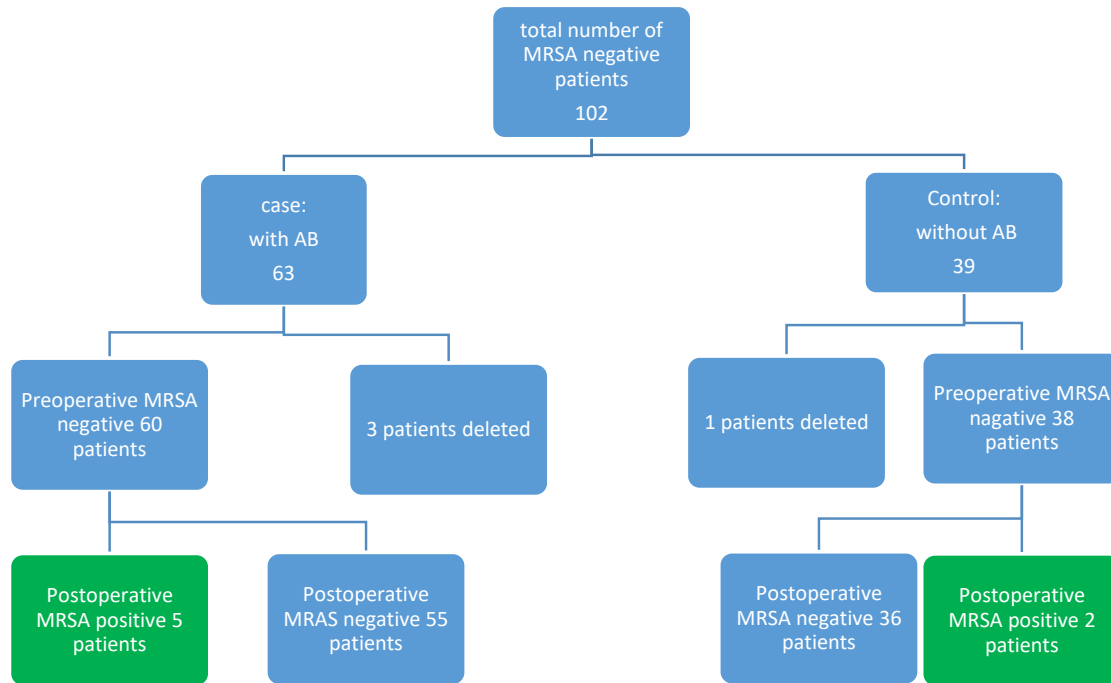 total number of
MRSA negative
patients
102
case:
with AB
63
Control:
without AB
39
Preoperative MRSA
negative 60
patients
3 patients deleted
1 patients deleted
Preoperative MRSA
nagative 38
patients
Postoperative
MRSA positive 5
patients
Postoperative
MRAS negative 55
patients
Postoperative
MRSA negative 36
patients
Postoperative
MRSA positive 2
patients